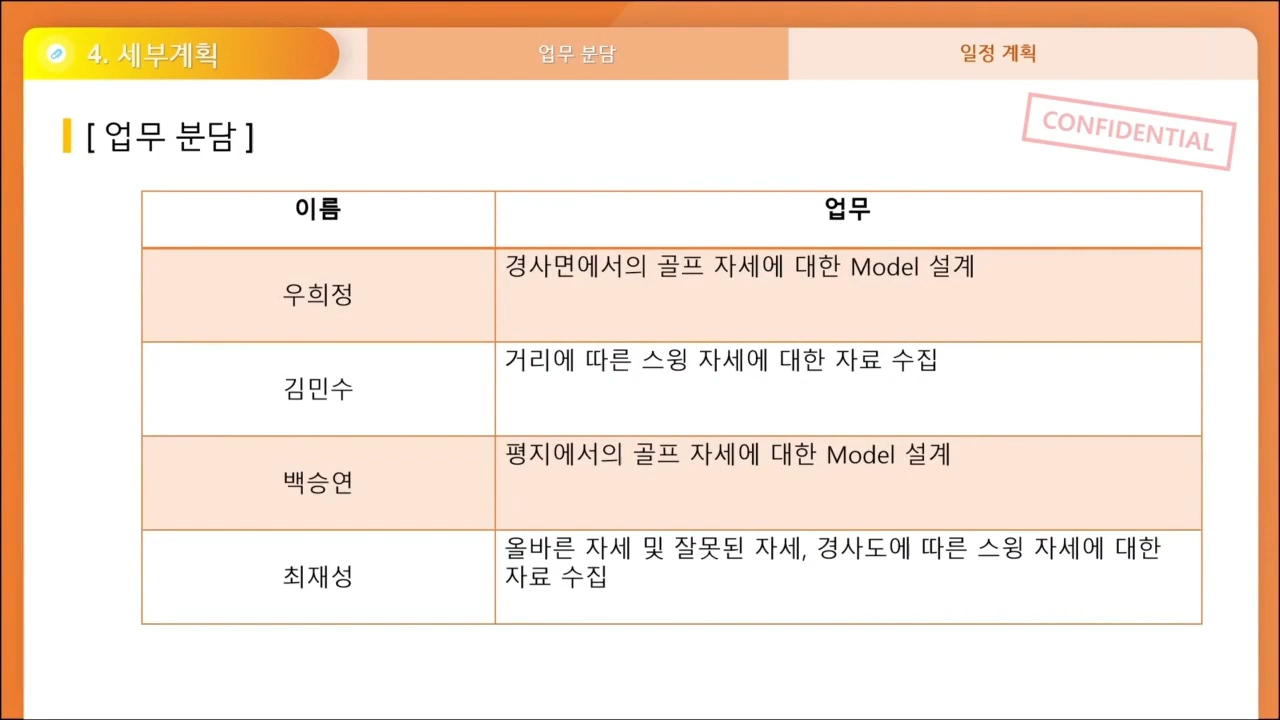 4. 세부계획
업무 분담
일정 계획
[ 업무 분담 ]
CONFIDENTIAL
이름
업무
우희정
경사면에서의 골프 자세에 대한 Model 설계
김민수
거리에 따른 스윙 자세에 대한 자료 수집
백승연
평지에서의 골프 자세에 대한 Model 설계
최재성
올바른 자세 및 잘못된 자세, 경사도에 따른 스윙 자세에 대한
자료 수집